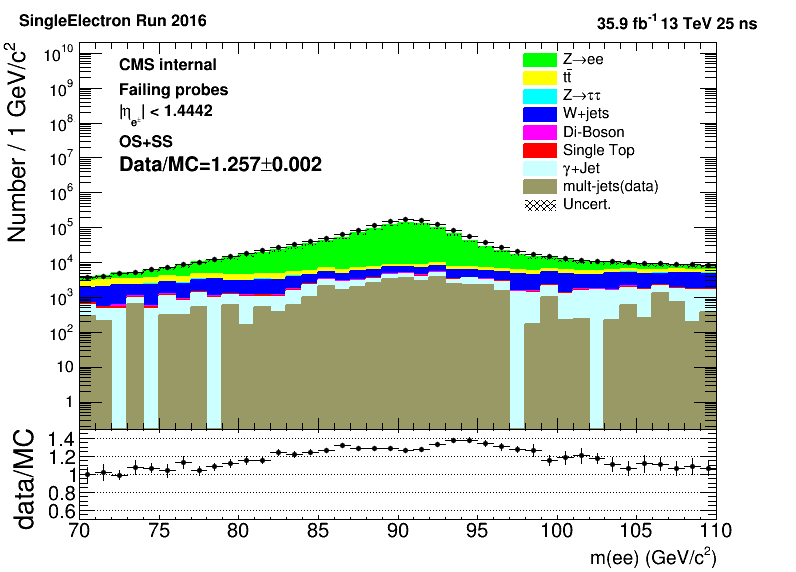 SingleElectron Run 2016
35.9 fb⁻¹ 13 TeV 25 ns
Number / 1 GeV/c²
10¹⁰
10⁹
10⁸
10⁷
10⁶
10⁵
10⁴
10³
10²
10
1
CMS internal
Failing probes
|η_e±| < 1.4442
OS+SS
Data/MC=1.257±0.002
Z→ee
tt̄
Z→ττ
W+jets
Di-Boson
Single Top
γ+Jet
mult-jets(data)
Uncert.
data/MC
1.4
1.2
1
0.8
0.6
70 75 80 85 90 95 100 105 110
m(ee) (GeV/c²)